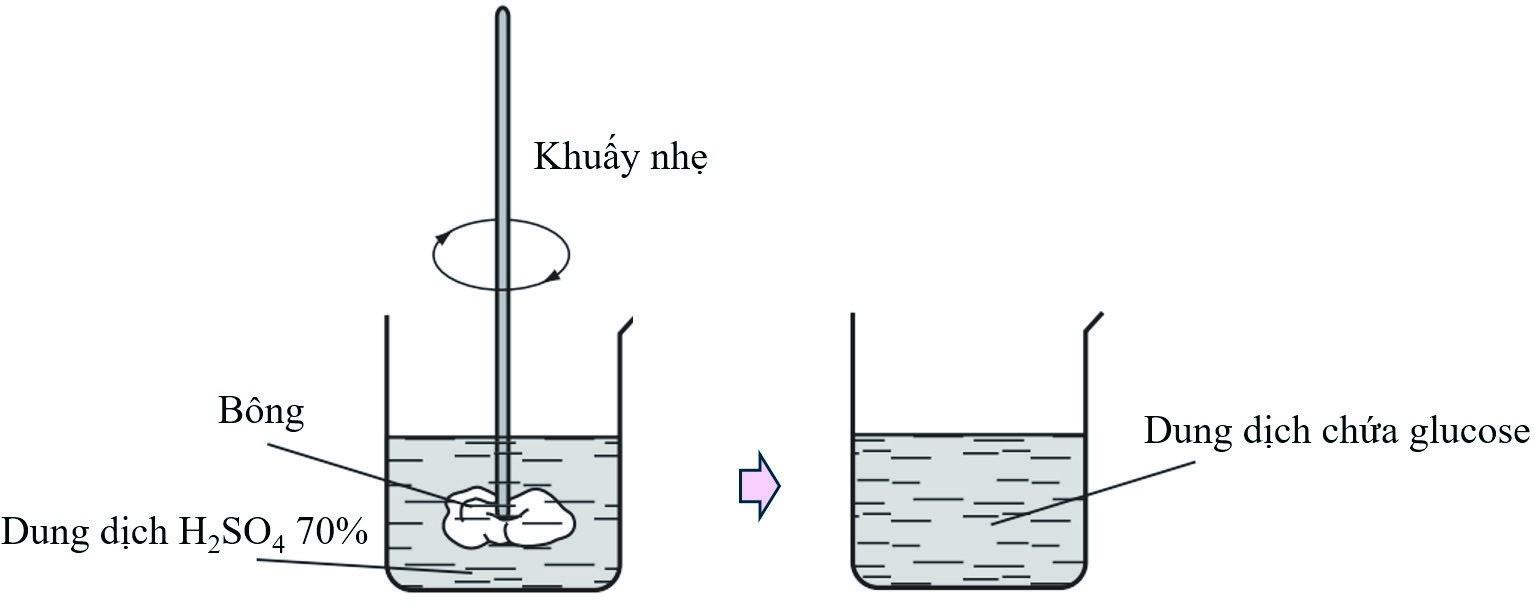 Khuấy nhẹ
Bông
Dung dịch H₂SO₄ 70%
Dung dịch chứa glucose